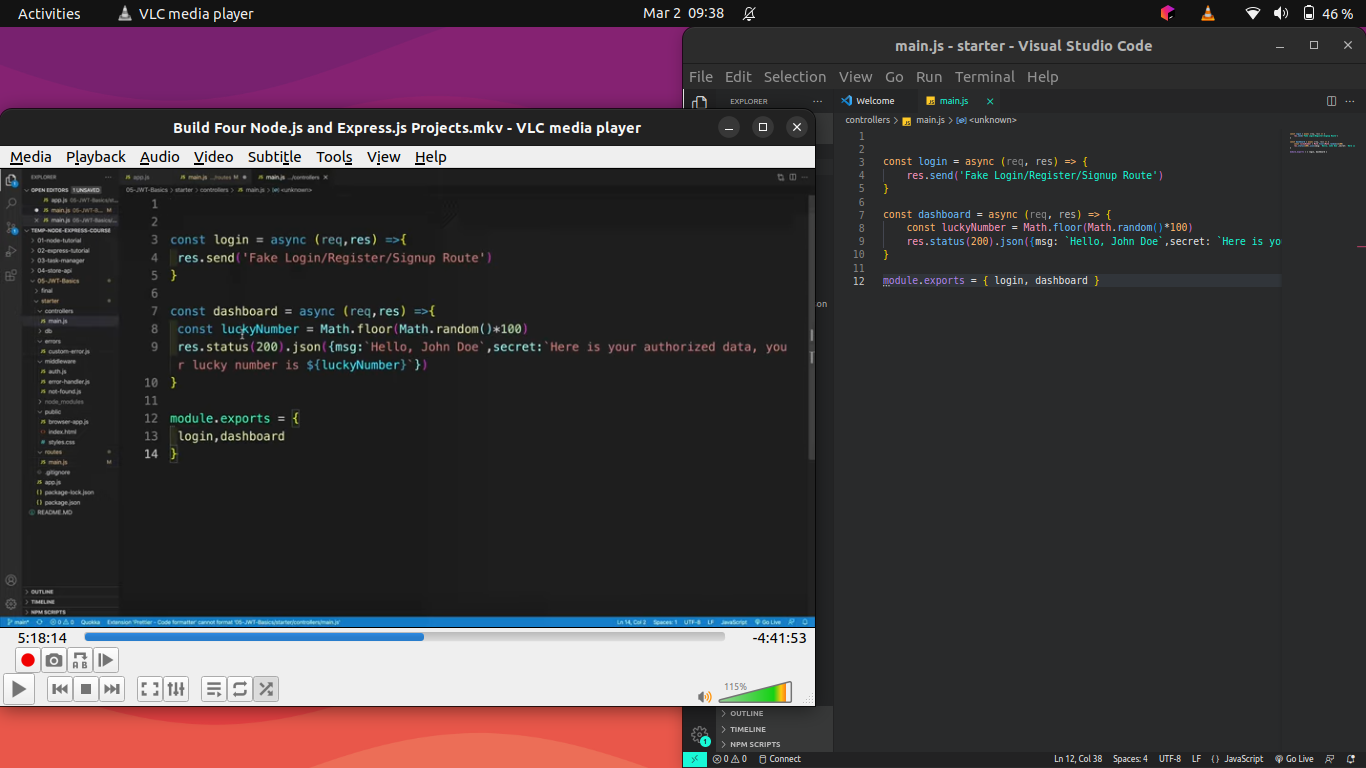 Activities
VLC media player
Mar 2 09:38
46 %
main.js - starter - Visual Studio Code
File Edit Selection View Go Run Terminal Help
EXPLORER
Welcome
main.js
controllers > main.js > <unknown>
1
2
3 const login = async (req, res) => {
4 res.send('Fake Login/Register/Signup Route')
5 }
6
7 const dashboard = async (req, res) => {
8 const luckyNumber = Math.floor(Math.random()*100)
9 res.status(200).json({msg: `Hello, John Doe`,secret: `Here is yo
10 }
11
12 module.exports = { login, dashboard }
son
OUTLINE
TIMELINE
NPM SCRIPTS
1
0 0 Connect
Ln 12, Col 38 Spaces: 4 UTF-8 LF {} JavaScript Go Live
Build Four Node.js and Express.js Projects.mkv - VLC media player
Media Playback Audio Video Subtitle Tools View Help
EXPLORER
OPEN EDITORS 1 UNSAVED
app.js 05-JWT-Basics/st...
main.js 05-JWT-B... M
main.js 05-JWT-Basics/...
TEMP-NODE-EXPRESS-COURSE
01-node-tutorial
02-express-tutorial
03-task-manager
04-store-api
05-JWT-Basics
final
starter
controllers
main.js
db
errors
custom-error.js
middleware
auth.js
error-handler.js
not-found.js
node_modules
public
browser-app.js
index.html
styles.css
routes
main.js M
.gitignore
app.js
package-lock.json
package.json
README.MD
OUTLINE
TIMELINE
NPM SCRIPTS
app.js
main.js .../routes M
main.js .../controllers
05-JWT-Basics > starter > controllers > main.js > <unknown>
1
2
3 const login = async (req,res) =>{
4 res.send('Fake Login/Register/Signup Route')
5 }
6
7 const dashboard = async (req,res) =>{
8 const luckyNumber = Math.floor(Math.random()*100)
9 res.status(200).json({msg:`Hello, John Doe`,secret:`Here is your authorized data, you
r lucky number is ${luckyNumber}`})
10 }
11
12 module.exports = {
13 login,dashboard
14 }
main* 0 0 Quokka Extension 'Prettier - Code formatter' cannot format '05-JWT-Basics/starter/controllers/main.js'
Ln 14, Col 2 Spaces: 1 UTF-8 LF JavaScript Go Live
5:18:14
-4:41:53
A B
115%